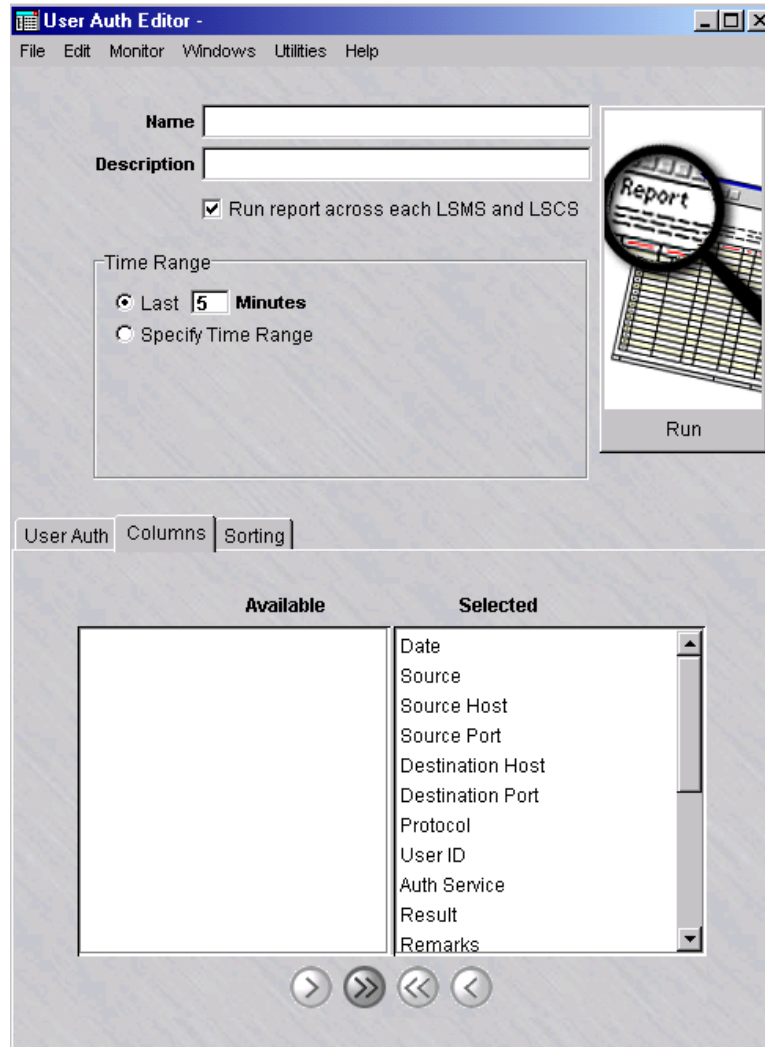 User Auth Editor -
File Edit Monitor Windows Utilities Help
Name
Description
Run report across each LSMS and LSCS
Time Range
Last 5 Minutes
Specify Time Range
Report
Run
User Auth Columns Sorting
Available Selected
Date
Source
Source Host
Source Port
Destination Host
Destination Port
Protocol
User ID
Auth Service
Result
Remarks